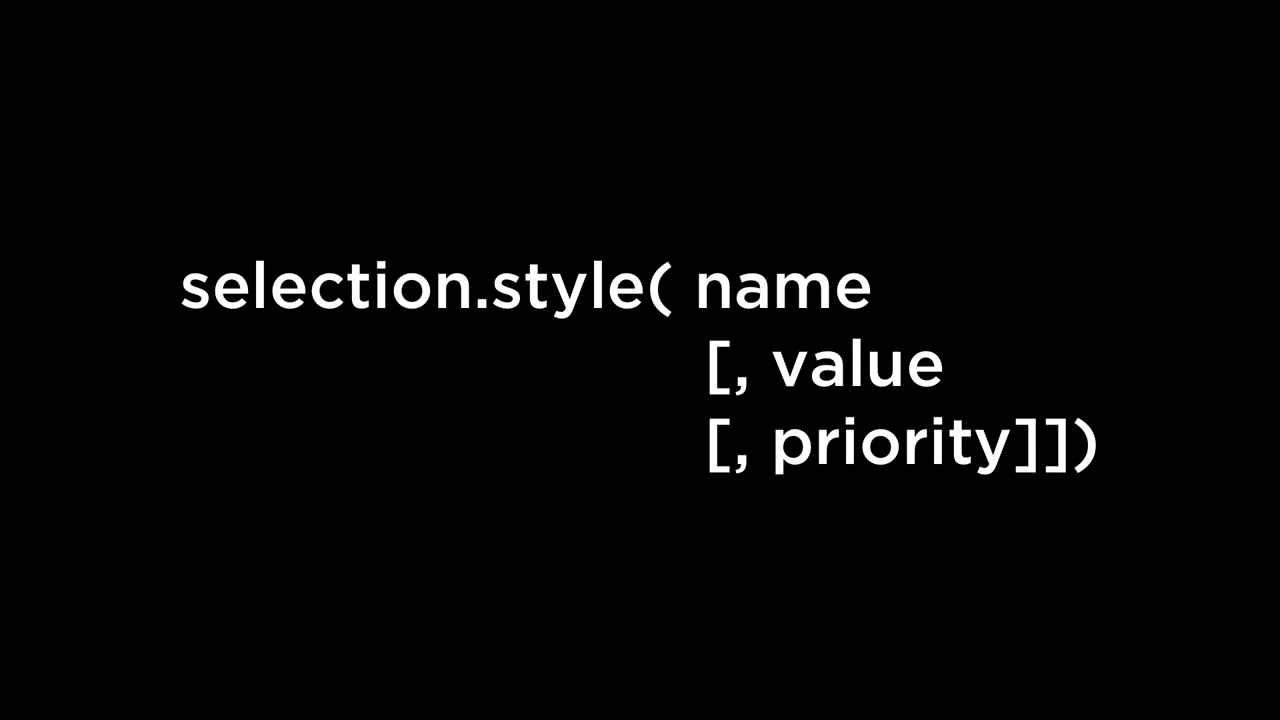 selection.style( name
[, value
[, priority]])